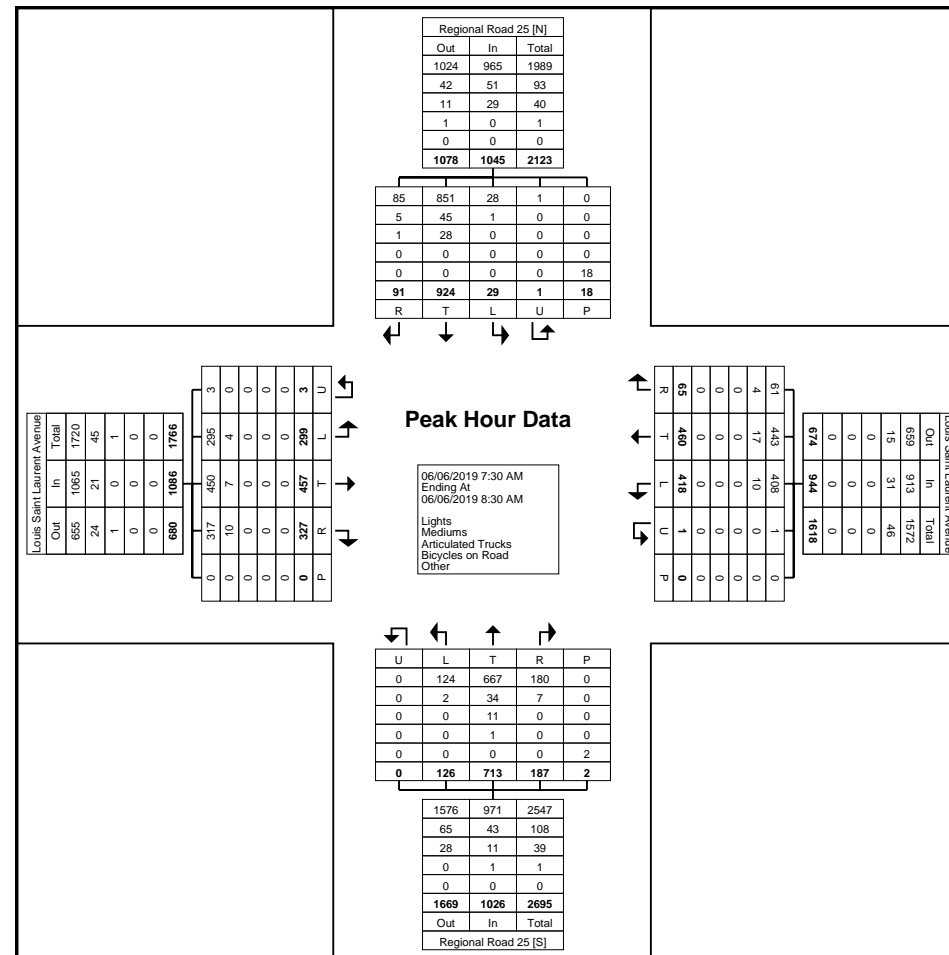 Regional Road 25 [N]
Out In Total
1024 965 1989
42 51 93
11 29 40
1 0 1
0 0 0
1078 1045 2123
85 851 28 1 0
5 45 1 0 0
1 28 0 0 0
0 0 0 0 0
0 0 0 0 18
91 924 29 1 18
R T L U P
Louis Saint Laurent Avenue
Total 1720 45 1 0 0 1766
In 1065 21 0 0 0 1086
Out 655 24 1 0 0 680
3 0 0 0 0 3 U
295 4 0 0 0 299 L
450 7 0 0 0 457 T
317 10 0 0 0 327 R
0 0 0 0 0 0 P
Peak Hour Data
06/06/2019 7:30 AM
Ending At
06/06/2019 8:30 AM
Lights
Mediums
Articulated Trucks
Bicycles on Road
Other
R 65 0 0 0 4 61
T 460 0 0 0 17 443
L 418 0 0 0 10 408
U 1 0 0 0 0 1
P 0 0 0 0 0 0
674 0 0 0 15 659 Out
944 0 0 0 31 913 In
1618 0 0 0 46 1572 Total
Louis Saint Laurent Avenue
U L T R P
0 124 667 180 0
0 2 34 7 0
0 0 11 0 0
0 0 1 0 0
0 0 0 0 2
0 126 713 187 2
1576 971 2547
65 43 108
28 11 39
0 1 1
0 0 0
1669 1026 2695
Out In Total
Regional Road 25 [S]